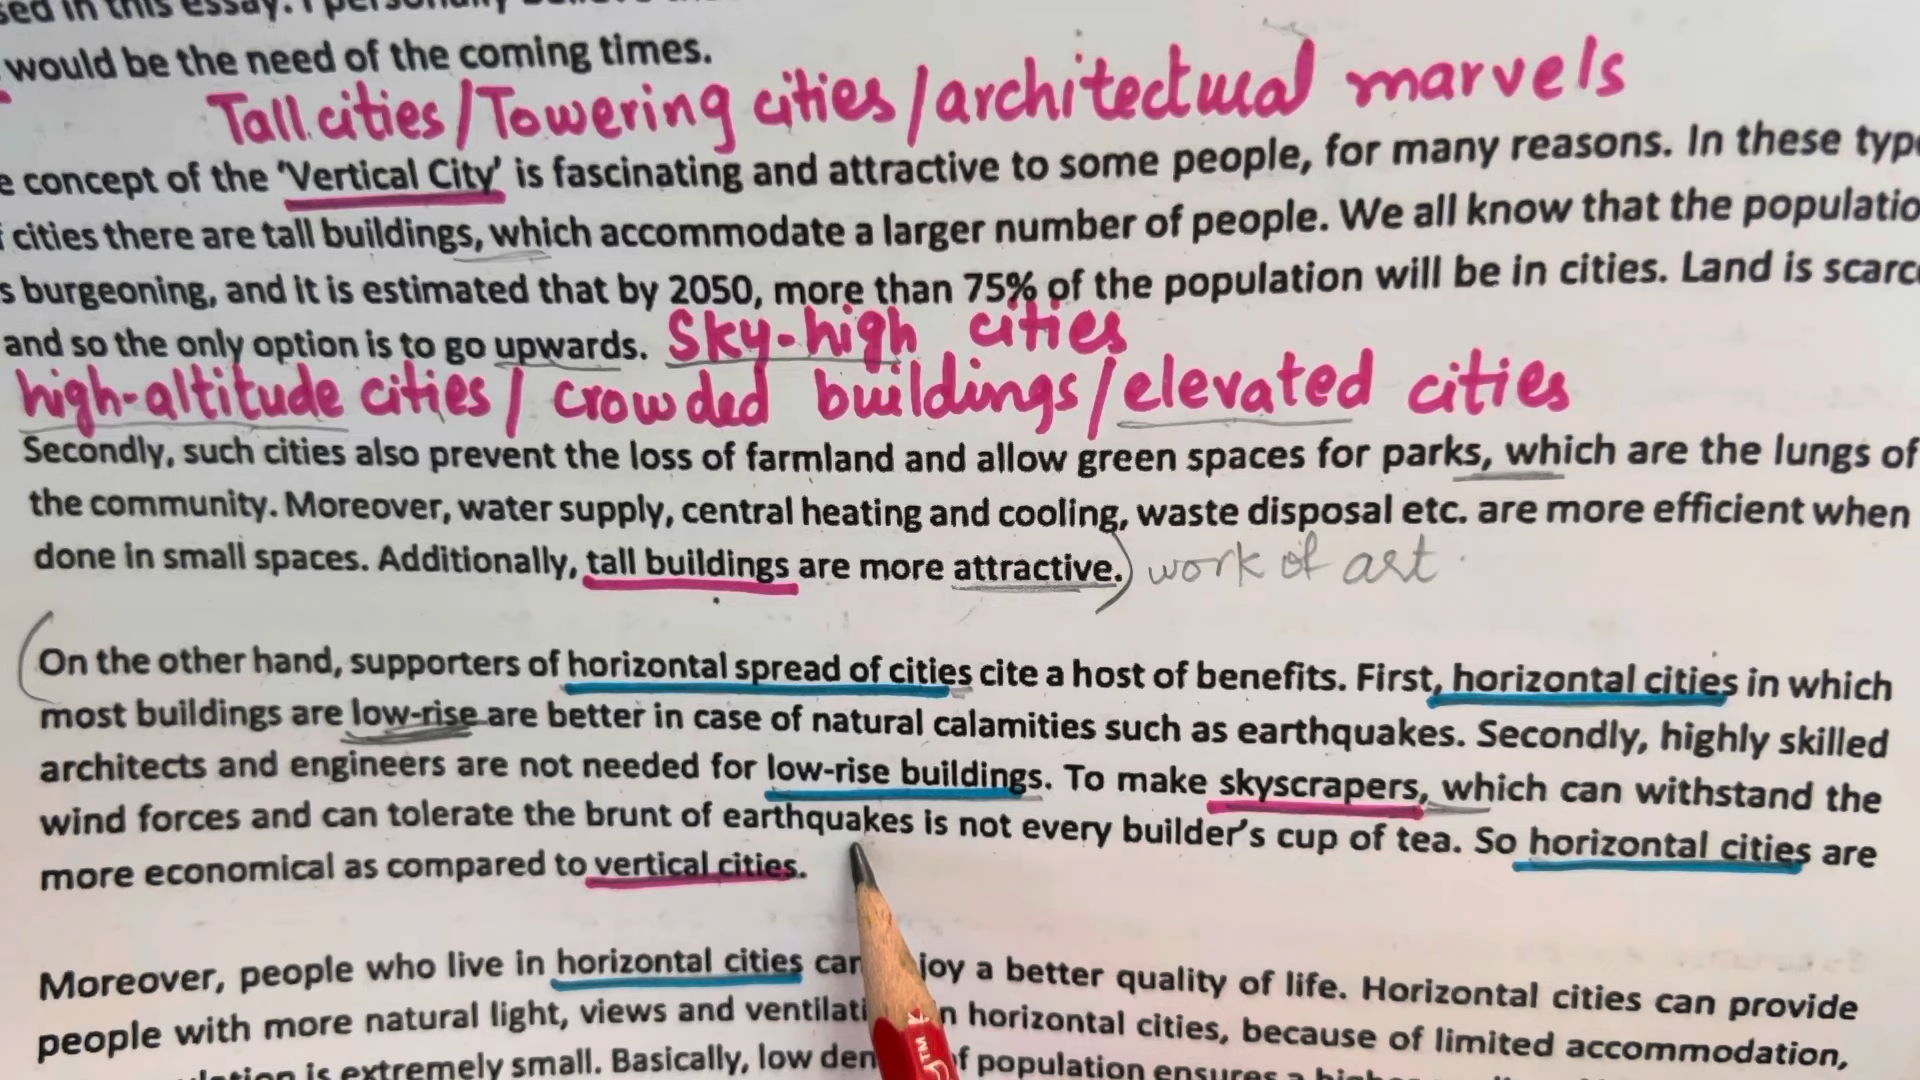 sed in this essay. I personally believe
would be the need of the coming times.
Tall cities/Towering cities/architectural marvels
e concept of the ‘Vertical City’ is fascinating and attractive to some people, for many reasons. In these type
cities there are tall buildings, which accommodate a larger number of people. We all know that the populatio
s burgeoning, and it is estimated that by 2050, more than 75% of the population will be in cities. Land is scarc
and so the only option is to go upwards. Sky-high cities
high-altitude cities/crowded buildings/elevated cities
Secondly, such cities also prevent the loss of farmland and allow green spaces for parks, which are the lungs of
the community. Moreover, water supply, central heating and cooling, waste disposal etc. are more efficient when
done in small spaces. Additionally, tall buildings are more attractive.) work of art.
(On the other hand, supporters of horizontal spread of cities cite a host of benefits. First, horizontal cities in which
most buildings are low-rise are better in case of natural calamities such as earthquakes. Secondly, highly skilled
architects and engineers are not needed for low-rise buildings. To make skyscrapers, which can withstand the
wind forces and can tolerate the brunt of earthquakes is not every builder’s cup of tea. So horizontal cities are
more economical as compared to vertical cities.
Moreover, people who live in horizontal cities can joy a better quality of life. Horizontal cities can provide
people with more natural light, views and ventilati n horizontal cities, because of limited accommodation,
lation is extremely small. Basically, low den of population ensures a